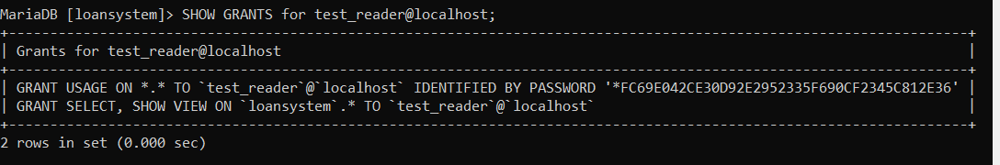 MariaDB [loansystem]> SHOW GRANTS for test_reader@localhost;
+-----------------------------------------------------------------------------------------------------------------+
| Grants for test_reader@localhost                                                                                |
+-----------------------------------------------------------------------------------------------------------------+
| GRANT USAGE ON *.* TO `test_reader`@`localhost` IDENTIFIED BY PASSWORD '*FC69E042CE30D92E2952335F690CF2345C812E36' |
| GRANT SELECT, SHOW VIEW ON `loansystem`.* TO `test_reader`@`localhost`                                          |
+-----------------------------------------------------------------------------------------------------------------+
2 rows in set (0.000 sec)